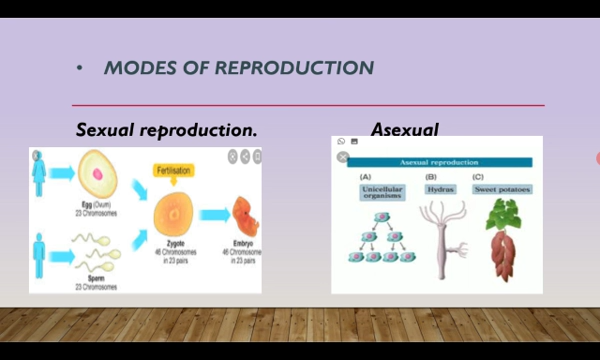 • MODES OF REPRODUCTION
Sexual reproduction.
Asexual
Fertilisation
Egg (Ovum)
23 Chromosomes
Zygote
46 Chromosomes
in 23 pairs
Embryo
46 Chromosome
in 23 pairs
Sperm
23 Chromosomes
Asexual reproduction
(A)
Unicellular
organisms
(B)
Hydras
(C)
Sweet potatoes